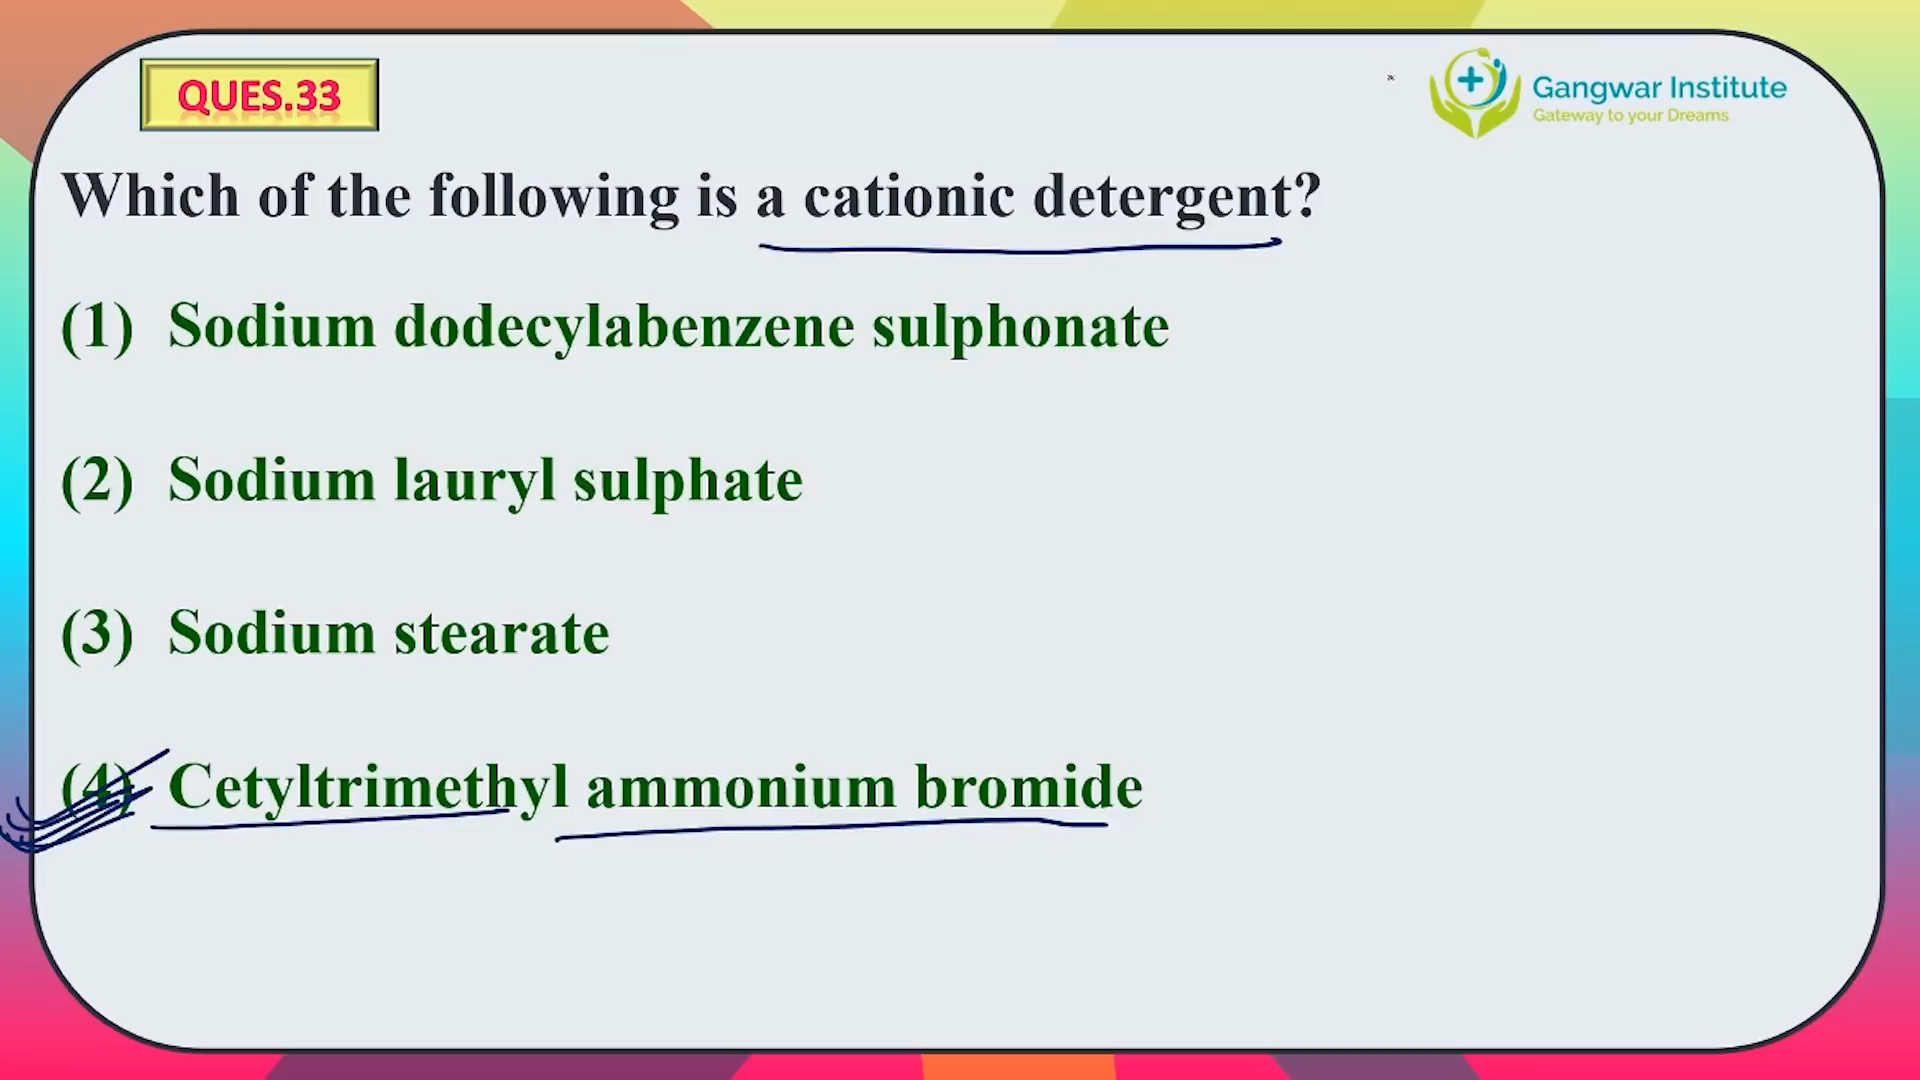 QUES.33
Gangwar Institute
Gateway to your Dreams
Which of the following is a cationic detergent?
(1) Sodium dodecylabenzene sulphonate
(2) Sodium lauryl sulphate
(3) Sodium stearate
(4) Cetyltrimethyl ammonium bromide